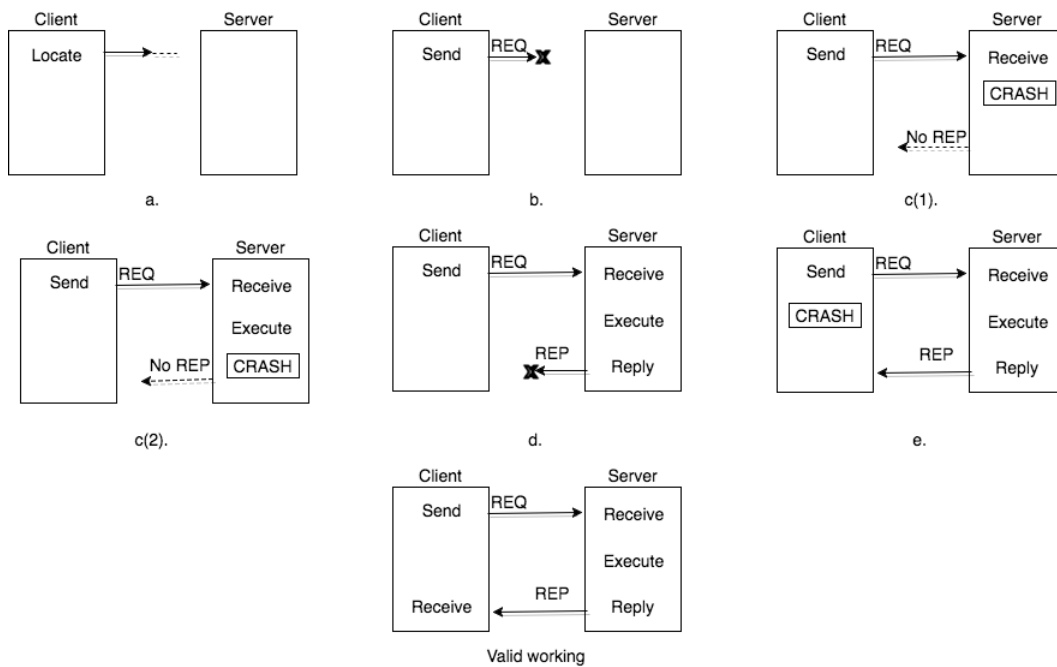 Client
Server
Locate
a.
Client
Server
Send
REQ
X
b.
Client
Server
Send
REQ
Receive
CRASH
No REP
c(1).
Client
Server
Send
REQ
Receive
Execute
No REP
CRASH
c(2).
Client
Server
Send
REQ
Receive
Execute
REP
X
Reply
d.
Client
Server
Send
REQ
Receive
CRASH
Execute
REP
Reply
e.
Client
Server
Send
REQ
Receive
Execute
Receive
REP
Reply
Valid working